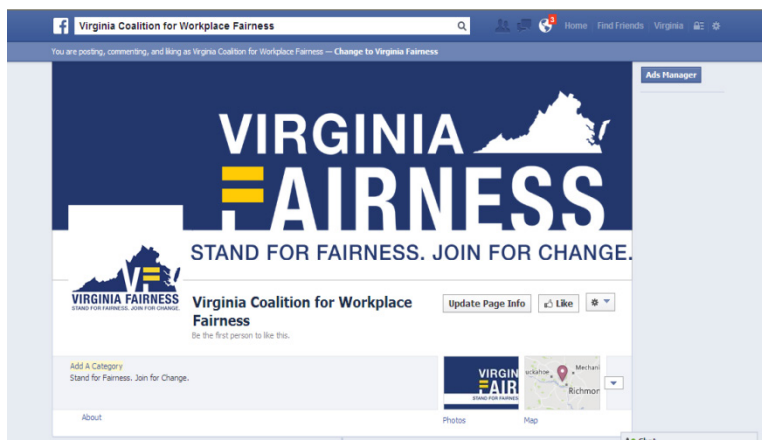 Virginia Coalition for Workplace Fairness
3
Home Find Friends Virginia
You are posting, commenting, and liking as Virginia Coalition for Workplace Fairness — Change to Virginia Fairness
Ads Manager
VIRGINIA
FAIRNESS
STAND FOR FAIRNESS. JOIN FOR CHANGE.
VF
VIRGINIA FAIRNESS
STAND FOR FAIRNESS. JOIN FOR CHANGE.
Virginia Coalition for Workplace
Fairness
Be the first person to like this.
Update Page Info
Like
Add A Category
Stand for Fairness. Join for Change.
VIRGIN
FAIR
STAND FOR FAIRNES
uckahoe
Mechani
Richmor
About
Photos
Map